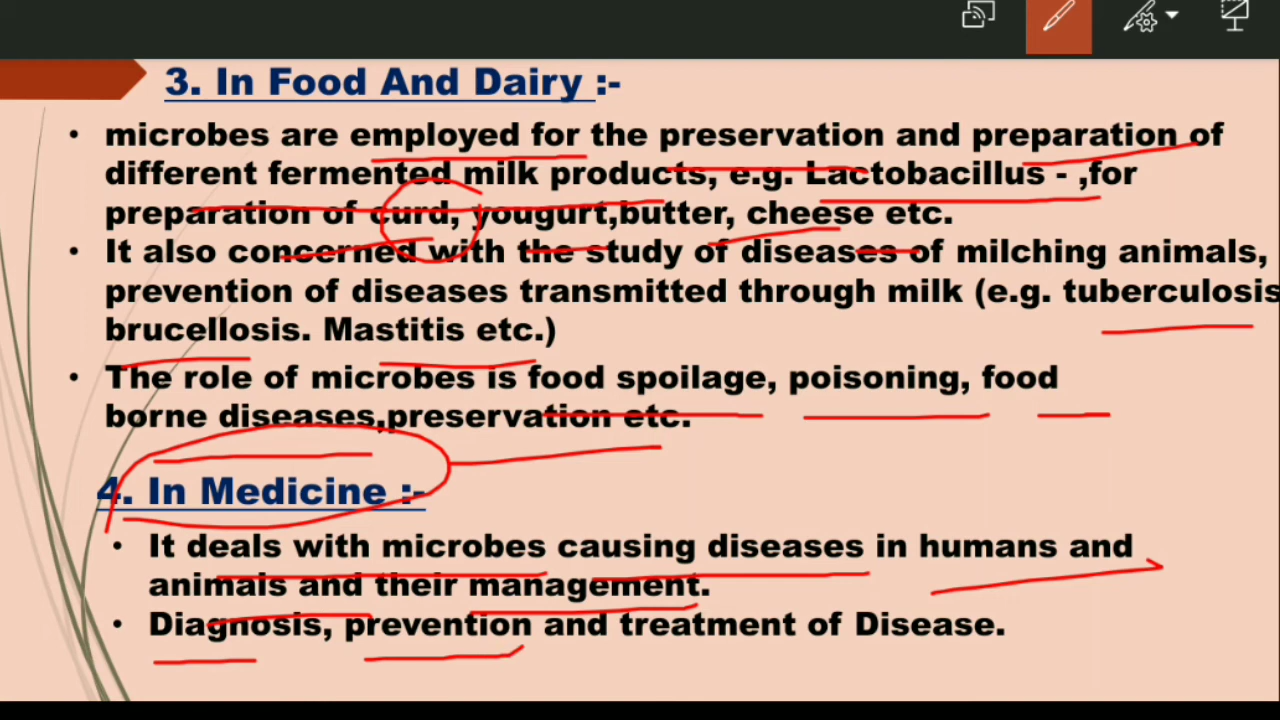 3. In Food And Dairy :-
• microbes are employed for the preservation and preparation of
different fermented milk products, e.g. Lactobacillus - ,for
preparation of curd, yougurt,butter, cheese etc.
• It also concerned with the study of diseases of milching animals,
prevention of diseases transmitted through milk (e.g. tuberculosis
brucellosis. Mastitis etc.)
• The role of microbes is food spoilage, poisoning, food
borne diseases,preservation etc.
4. In Medicine :-
• It deals with microbes causing diseases in humans and
animals and their management.
• Diagnosis, prevention and treatment of Disease.